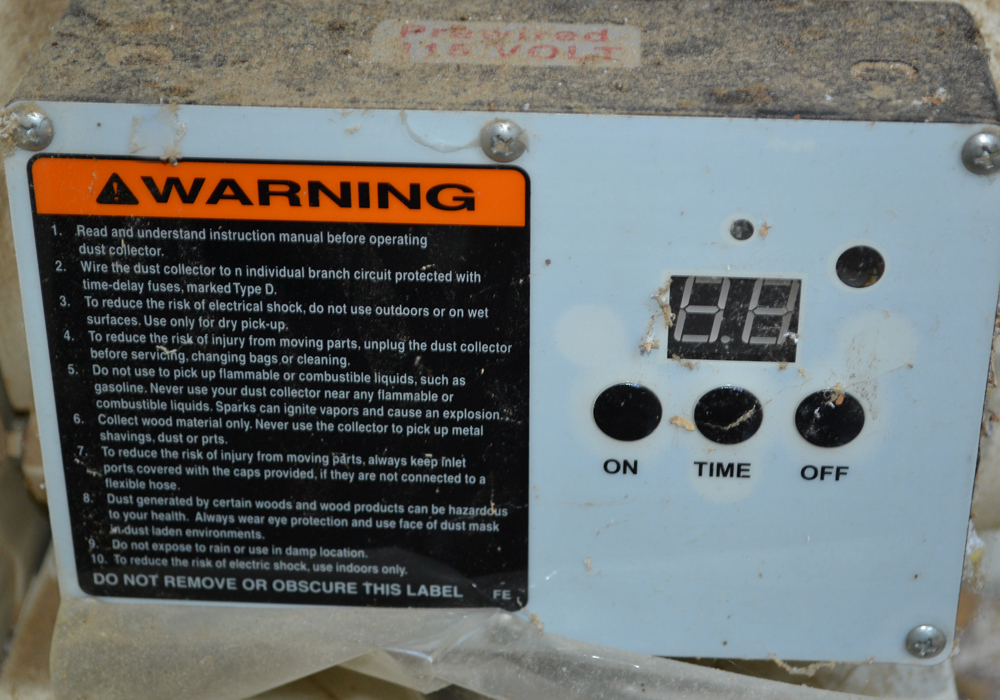 Prewired
115 VOLT
WARNING
1. Read and understand instruction manual before operating
dust collector.
2. Wire the dust collector to n individual branch circuit protected with
time-delay fuses, marked Type D.
3. To reduce the risk of electrical shock, do not use outdoors or on wet
surfaces. Use only for dry pick-up.
4. To reduce the risk of injury from moving parts, unplug the dust collector
before servicing, changing bags or cleaning.
5. Do not use to pick up flammable or combustible liquids, such as
gasoline. Never use your dust collector near any flammable or
combustible liquids. Sparks can ignite vapors and cause an explosion.
6. Collect wood material only. Never use the collector to pick up metal
shavings, dust or prts.
7. To reduce the risk of injury from moving parts, always keep inlet
ports covered with the caps provided, if they are not connected to a
flexible hose.
8. Dust generated by certain woods and wood products can be hazardous
to your health. Always wear eye protection and use face of dust mask
in dust laden environments.
9. Do not expose to rain or use in damp location.
10. To reduce the risk of electric shock, use indoors only.
DO NOT REMOVE OR OBSCURE THIS LABEL FE
8.8
ON TIME OFF